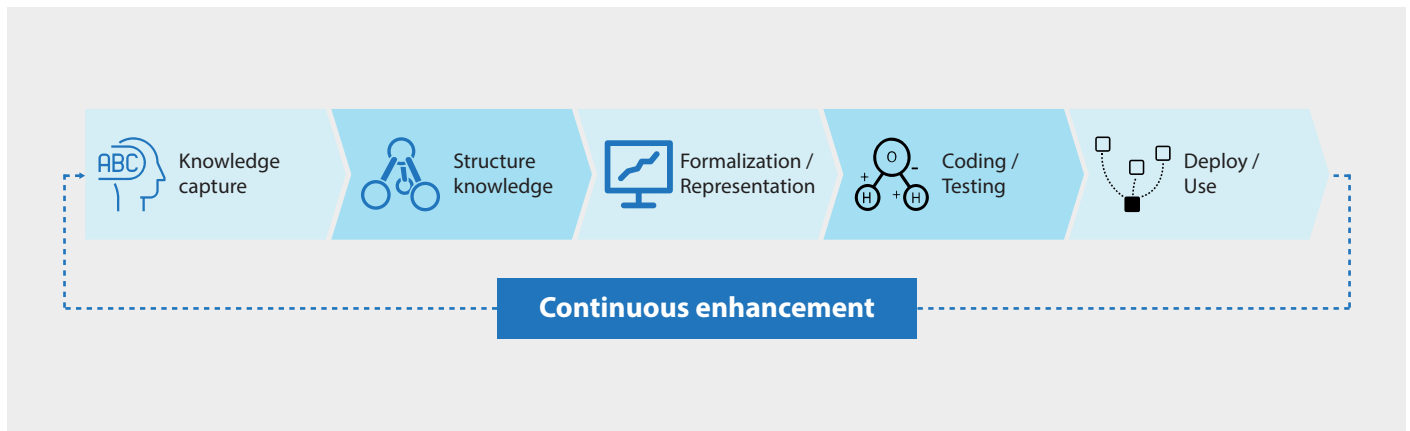 ABC
Knowledge
capture
Structure
knowledge
Formalization /
Representation
O
+
-
H
+
H
Coding /
Testing
Deploy /
Use
Continuous enhancement